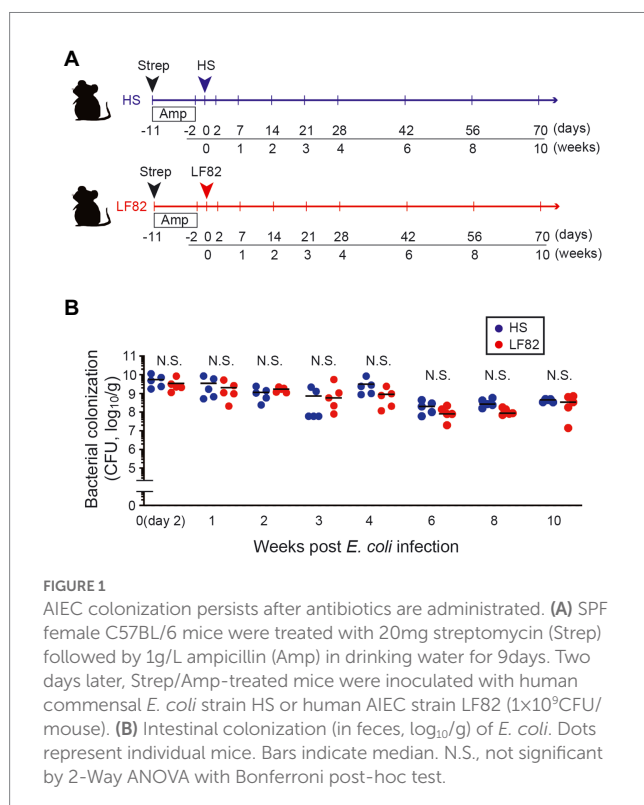 A
Strep HS
HS
Amp
-11 -2 0 2 7 14 21 28 42 56 70 (days)
0 1 2 3 4 6 8 10 (weeks)
Strep LF82
LF82
Amp
-11 -2 0 2 7 14 21 28 42 56 70 (days)
0 1 2 3 4 6 8 10 (weeks)
B
HS
LF82
N.S. N.S. N.S. N.S. N.S. N.S. N.S. N.S.
Bacterial colonization
(CFU, log₁₀/g)
11
10
9
8
7
6
5
0
0(day 2) 1 2 3 4 6 8 10
Weeks post E. coli infection
FIGURE 1
AIEC colonization persists after antibiotics are administrated. (A) SPF
female C57BL/6 mice were treated with 20mg streptomycin (Strep)
followed by 1g/L ampicillin (Amp) in drinking water for 9days. Two
days later, Strep/Amp-treated mice were inoculated with human
commensal E. coli strain HS or human AIEC strain LF82 (1×10⁹CFU/
mouse). (B) Intestinal colonization (in feces, log₁₀/g) of E. coli. Dots
represent individual mice. Bars indicate median. N.S., not significant
by 2-Way ANOVA with Bonferroni post-hoc test.